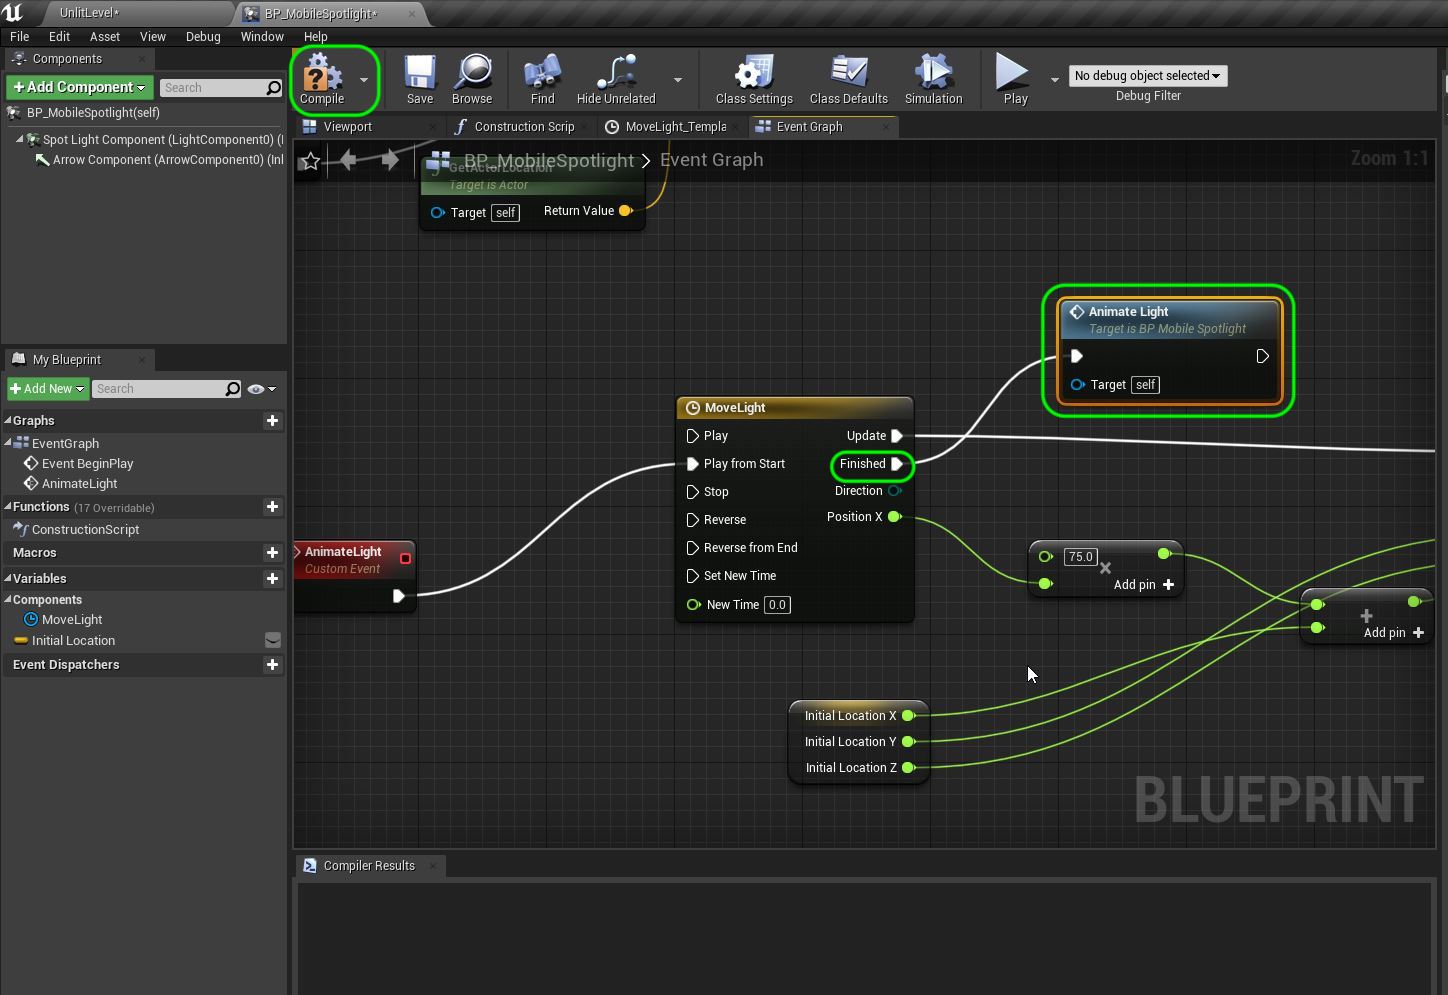 UnlitLevel*
BP_MobileSpotlight*
File Edit Asset View Debug Window Help
Components
+ Add Component
Search
BP_MobileSpotlight(self)
Spot Light Component (LightComponent0) (I
Arrow Component (ArrowComponent0) (Inl
Compile
Save
Browse
Find
Hide Unrelated
Class Settings
Class Defaults
Simulation
Play
No debug object selected
Debug Filter
Viewport
Construction Scrip
MoveLight_Templa
Event Graph
BP_MobileSpotlight > Event Graph
Zoom 1:1
GetActorLocation
Target is Actor
Target self
Return Value
Animate Light
Target is BP Mobile Spotlight
Target self
MoveLight
Play
Update
Play from Start
Finished
Stop
Direction
Reverse
Position X
Reverse from End
Set New Time
New Time 0.0
AnimateLight
Custom Event
75.0
Add pin +
Add pin +
Initial Location X
Initial Location Y
Initial Location Z
BLUEPRINT
My Blueprint
+ Add New
Search
Graphs
EventGraph
Event BeginPlay
AnimateLight
Functions (17 Overridable)
ConstructionScript
Macros
Variables
Components
MoveLight
Initial Location
Event Dispatchers
Compiler Results